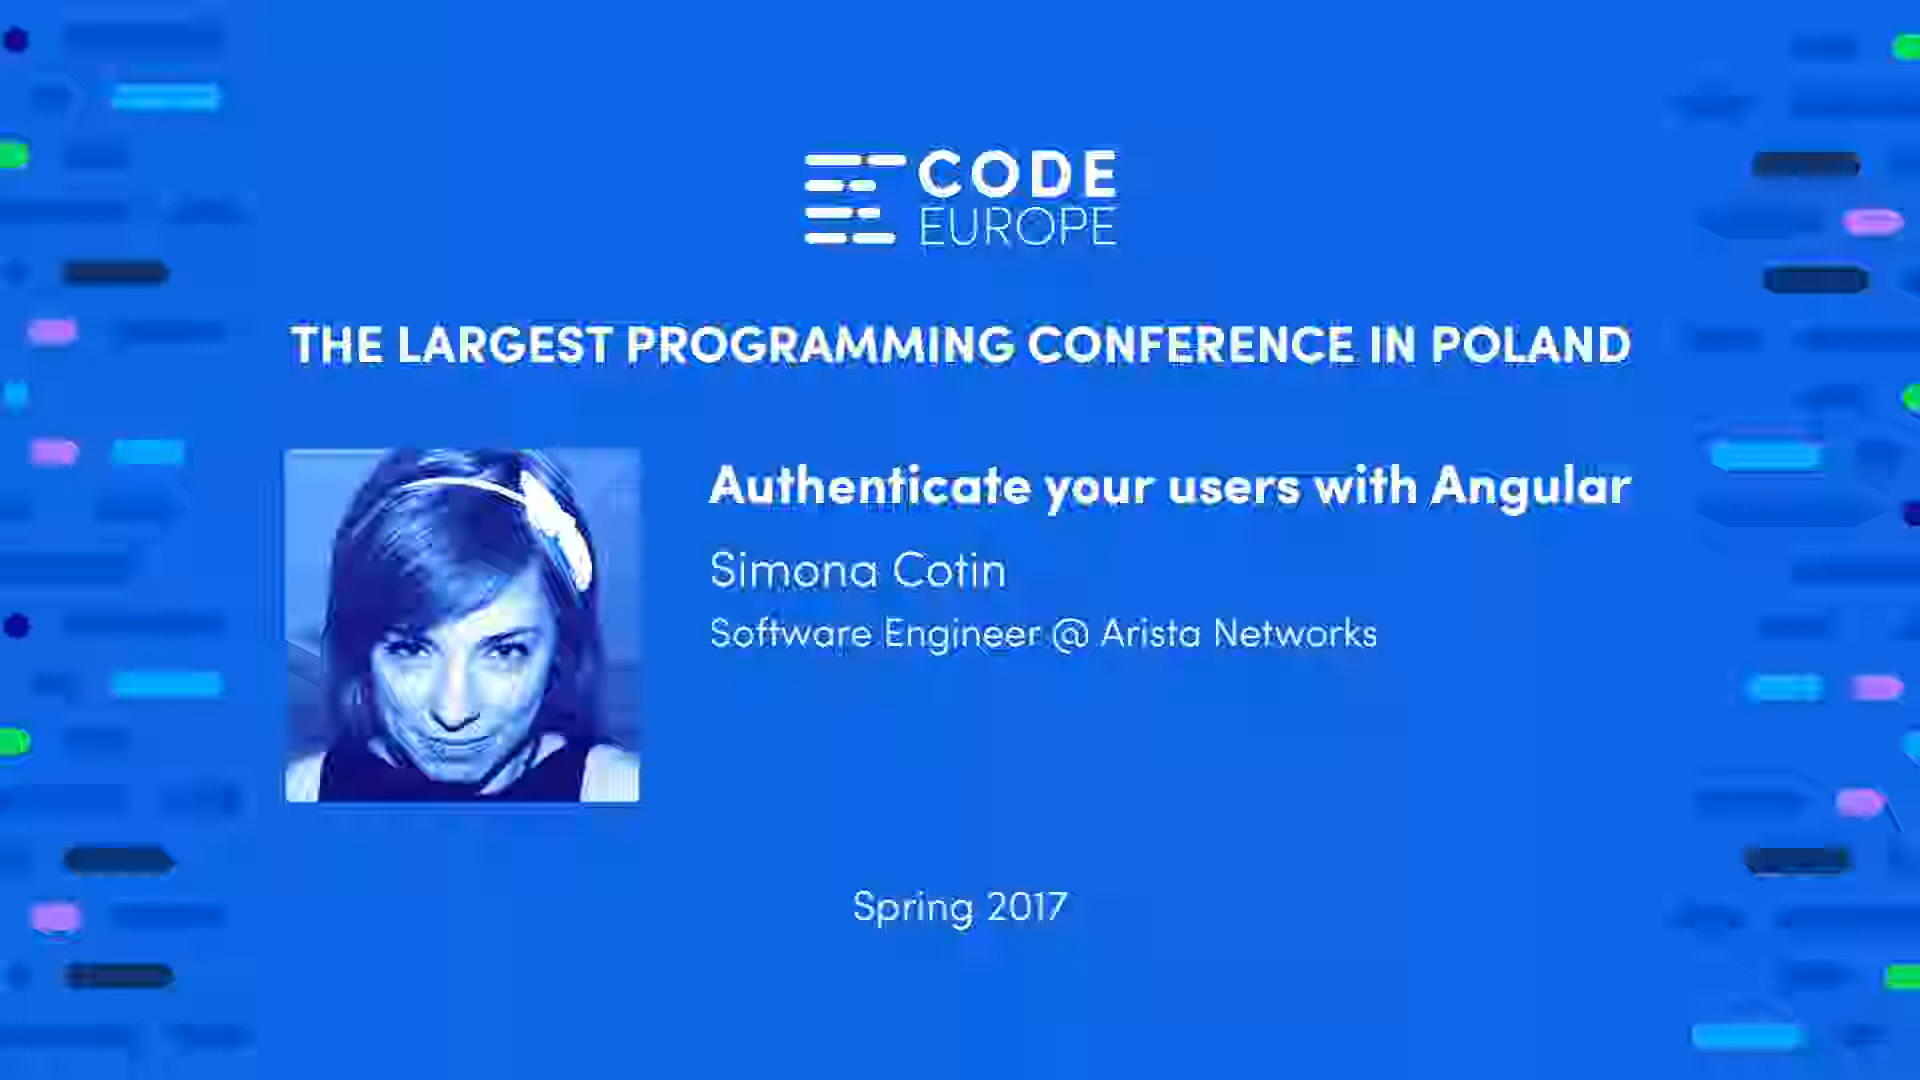 CODE
EUROPE
THE LARGEST PROGRAMMING CONFERENCE IN POLAND
Authenticate your users with Angular
Simona Cotin
Software Engineer @ Arista Networks
Spring 2017